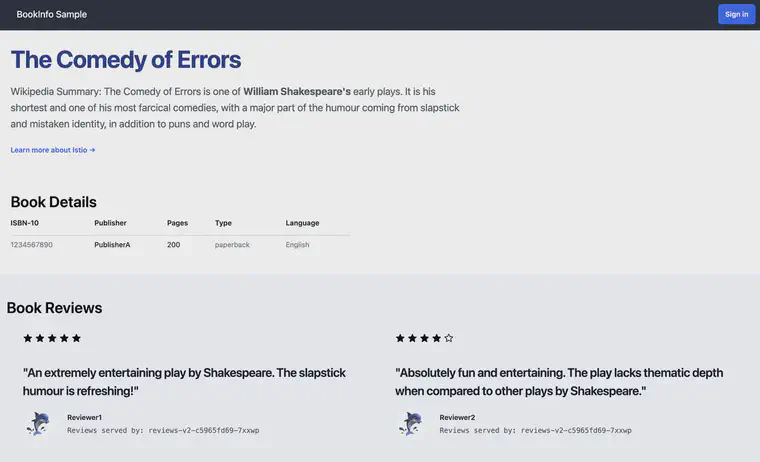 BookInfo Sample
Sign in
The Comedy of Errors
Wikipedia Summary: The Comedy of Errors is one of William Shakespeare's early plays. It is his
shortest and one of his most farcical comedies, with a major part of the humour coming from slapstick
and mistaken identity, in addition to puns and word play.
Learn more about Istio →
Book Details
ISBN-10 Publisher Pages Type Language
1234567890 PublisherA 200 paperback English
Book Reviews
"An extremely entertaining play by Shakespeare. The slapstick
humour is refreshing!"
Reviewer1
Reviews served by: reviews-v2-c5965fd69-7xxwp
"Absolutely fun and entertaining. The play lacks thematic depth
when compared to other plays by Shakespeare."
Reviewer2
Reviews served by: reviews-v2-c5965fd69-7xxwp